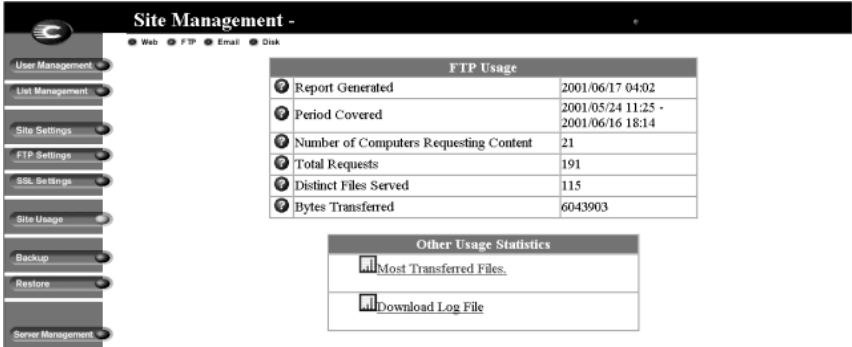 Site Management -
Web FTP Email Disk
User Management
List Management
Site Settings
FTP Settings
SSL Settings
Site Usage
Backup
Restore
Server Management
FTP Usage
? Report Generated 2001/06/17 04:02
? Period Covered 2001/05/24 11:25 -
2001/06/16 18:14
? Number of Computers Requesting Content 21
? Total Requests 191
? Distinct Files Served 115
? Bytes Transferred 6043903
Other Usage Statistics
Most Transferred Files.
Download Log File